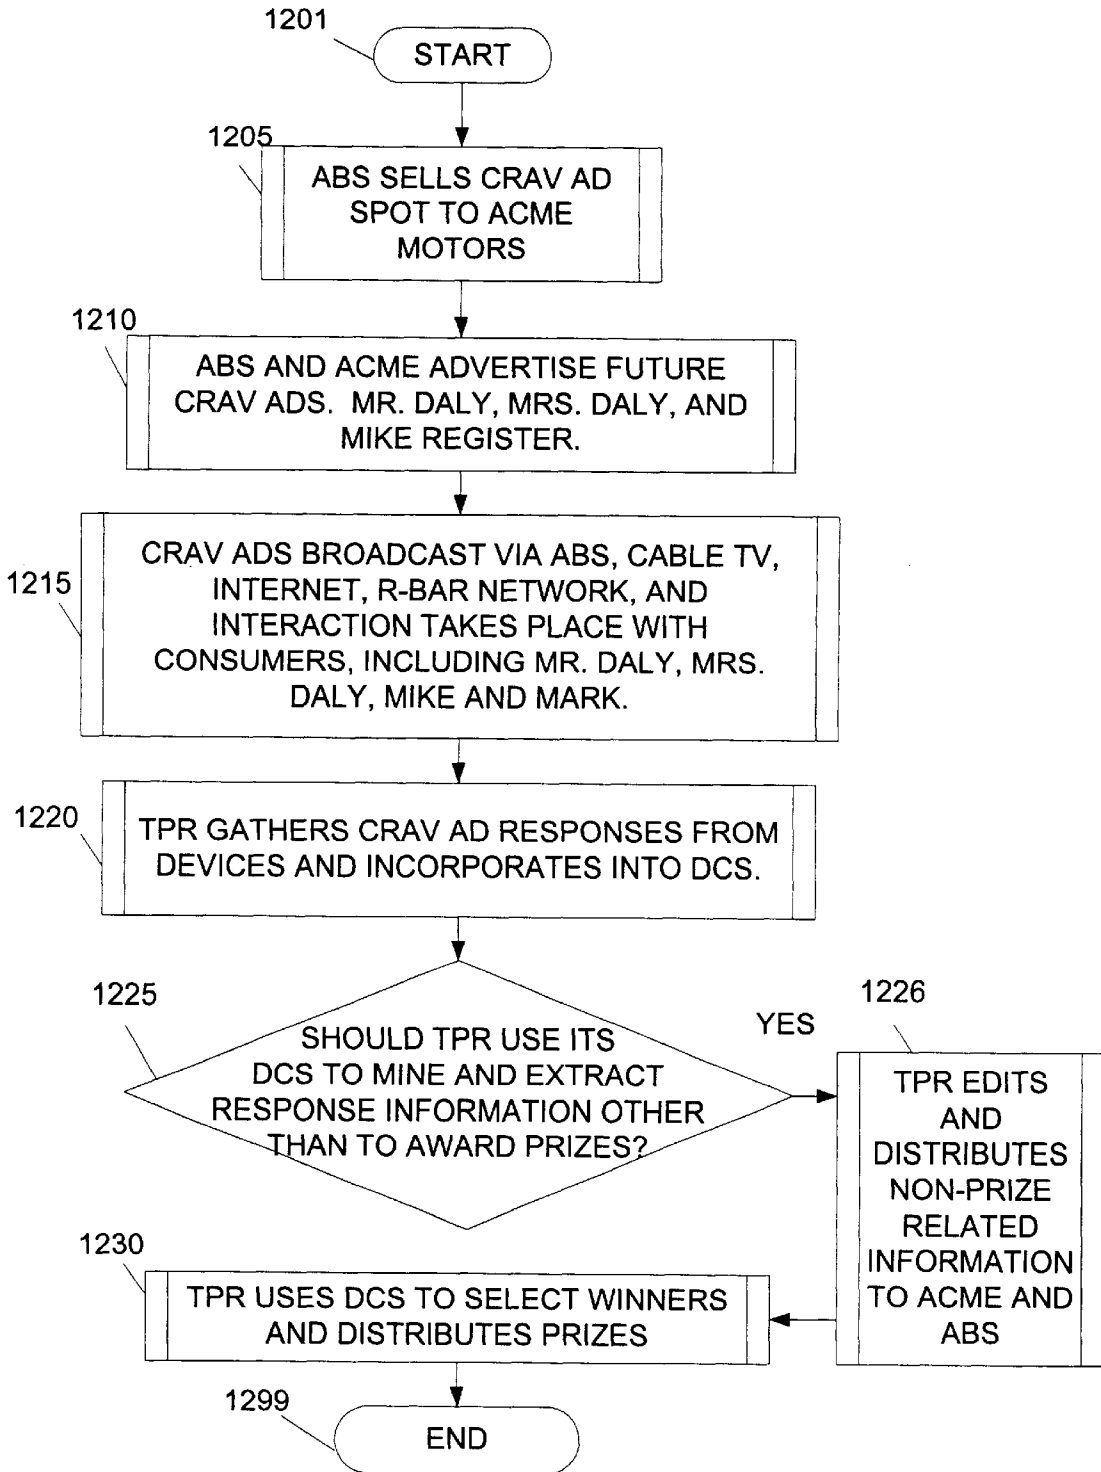 1201
START
1205
ABS SELLS CRAV AD
SPOT TO ACME
MOTORS
1210
ABS AND ACME ADVERTISE FUTURE
CRAV ADS.  MR. DALY, MRS. DALY, AND
MIKE REGISTER.
1215
CRAV ADS BROADCAST VIA ABS, CABLE TV,
INTERNET, R-BAR NETWORK, AND
INTERACTION TAKES PLACE WITH
CONSUMERS, INCLUDING MR. DALY, MRS.
DALY, MIKE AND MARK.
1220
TPR GATHERS CRAV AD RESPONSES FROM
DEVICES AND INCORPORATES INTO DCS.
1225
SHOULD TPR USE ITS
DCS TO MINE AND EXTRACT
RESPONSE INFORMATION OTHER
THAN TO AWARD PRIZES?
YES
1226
TPR EDITS
AND
DISTRIBUTES
NON-PRIZE
RELATED
INFORMATION
TO ACME AND
ABS
1230
TPR USES DCS TO SELECT WINNERS
AND DISTRIBUTES PRIZES
1299
END